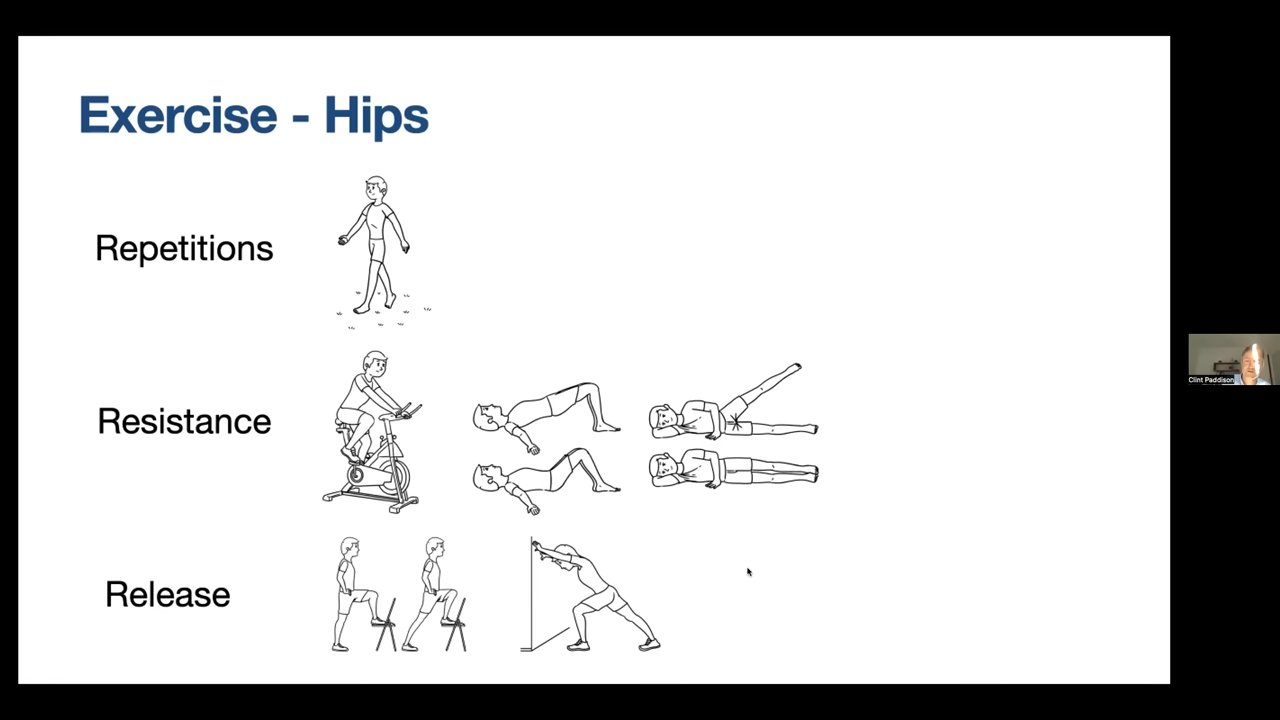 Exercise - Hips
Repetitions
Resistance
Clint Paddison
Release